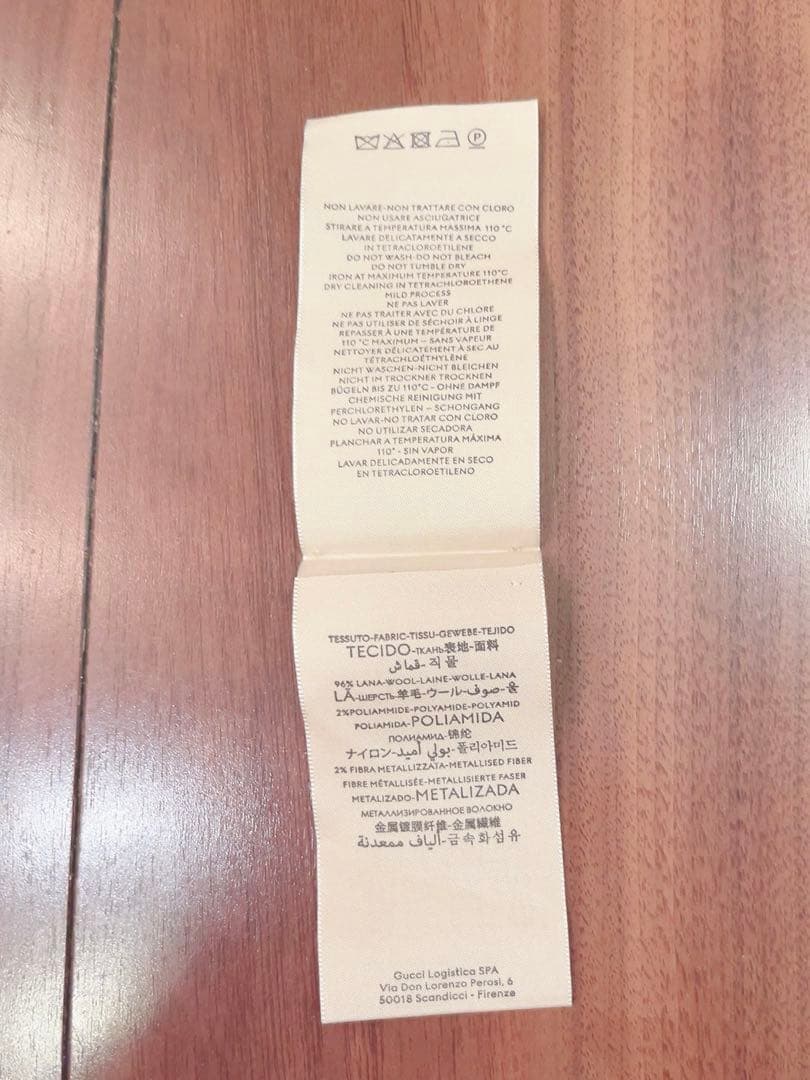 P
NON LAVARE-NON TRATTARE CON CLORO
NON USARE ASCIUGATRICE
STIRARE A TEMPERATURA MASSIMA 110 °C
LAVARE DELICATAMENTE A SECCO
IN TETRACLOROETILENE
DO NOT WASH-DO NOT BLEACH
DO NOT TUMBLE DRY
IRON AT MAXIMUM TEMPERATURE 110°C
DRY CLEANING IN TETRACHLOROETHENE
MILD PROCESS
NE PAS LAVER
NE PAS TRAITER AVEC DU CHLORE
NE PAS UTILISER DE SÉCHOIR À LINGE
REPASSER À UNE TEMPÉRATURE DE
110 °C MAXIMUM – SANS VAPEUR
NETTOYER DÉLICATEMENT À SEC AU
TÉTRACHLOÉTHYLÈNE
NICHT WASCHEN-NICHT BLEICHEN
NICHT IM TROCKNER TROCKNEN
BÜGELN BIS ZU 110°C - OHNE DAMPF
CHEMISCHE REINIGUNG MIT
PERCHLORETHYLEN – SCHONGANG
NO LAVAR-NO TRATAR CON CLORO
NO UTILIZAR SECADORA
PLANCHAR A TEMPERATURA MÁXIMA
110° - SIN VAPOR
LAVAR DELICADAMENTE EN SECO
EN TETRACLOROETILENO
TESSUTO-FABRIC-TISSU-GEWEBE-TEJIDO
TECIDO-ТКАНЬ表地-面料
قماش-직물
96% LANA-WOOL-LAINE-WOLLE-LANA
LÃ-ШЕРСТЬ-羊毛-ウール-صوف-울
2%POLIAMMIDE-POLYAMIDE-POLYAMID
POLIAMIDA-POLIAMIDA
ПОЛИАМИД-锦纶
ナイロン-بولي أميد-폴리아미드
2% FIBRA METALLIZZATA-METALLISED FIBER
FIBRE MÉTALLISÉE-METALLISIERTE FASER
METALIZADO-METALIZADA
МЕТАЛЛИЗИРОВАННОЕ ВОЛОКНО
金属镀膜纤维-金属繊維
ألياف ممعدنة-금속화섬유
Gucci Logistica SPA
Via Don Lorenzo Perosi, 6
50018 Scandicci - Firenze